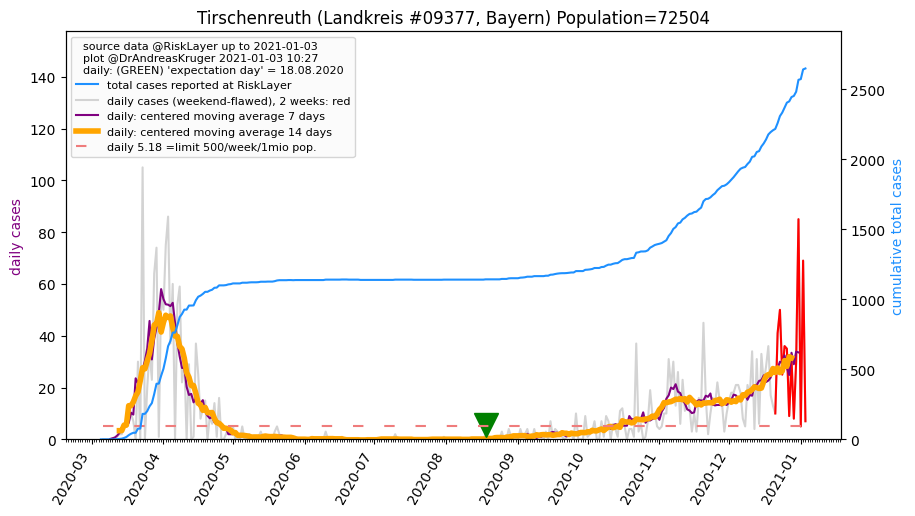 Tirschenreuth (Landkreis #09377, Bayern) Population=72504
source data @RiskLayer up to 2021-01-03
plot @DrAndreasKruger 2021-01-03 10:27
daily: (GREEN) 'expectation day' = 18.08.2020
total cases reported at RiskLayer
daily cases (weekend-flawed), 2 weeks: red
daily: centered moving average 7 days
daily: centered moving average 14 days
daily 5.18 =limit 500/week/1mio pop.
daily cases
140
120
100
80
60
40
20
0
cumulative total cases
2500
2000
1500
1000
500
0
2020-03
2020-04
2020-05
2020-06
2020-07
2020-08
2020-09
2020-10
2020-11
2020-12
2021-01